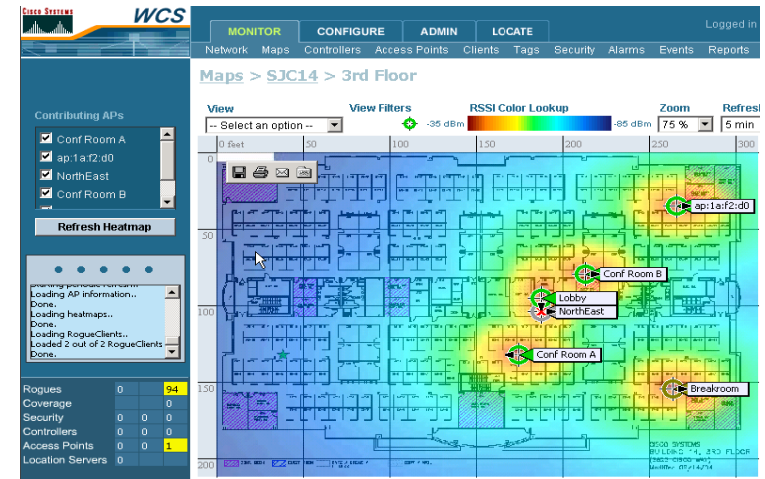 CISCO SYSTEMS
WCS
Logged in
MONITOR CONFIGURE ADMIN LOCATE
Network Maps Controllers Access Points Clients Tags Security Alarms Events Reports
Maps > SJC14 > 3rd Floor
Contributing APs
Conf Room A
ap:1a:f2:d0
NorthEast
Conf Room B
Refresh Heatmap
Loading AP information..
Done.
Loading heatmaps..
Done.
Loading RogueClients..
Loaded 2 out of 2 RogueClients
Done.
Rogues 0 94
Coverage 0
Security 0 0 0
Controllers 0 0 0
Access Points 0 0 1
Location Servers 0
View View Filters RSSI Color Lookup Zoom Refres
-- Select an option -- -35 dBm -85 dBm 75 % 5 min
0 feet 50 100 150 200 250 300
0
50
100
150
200
ap:1a:f2:d0
Conf Room B
Lobby
NorthEast
Conf Room A
Breakroom
CISCO SYSTEMS
BUILDING 14, 3RD FLOOR